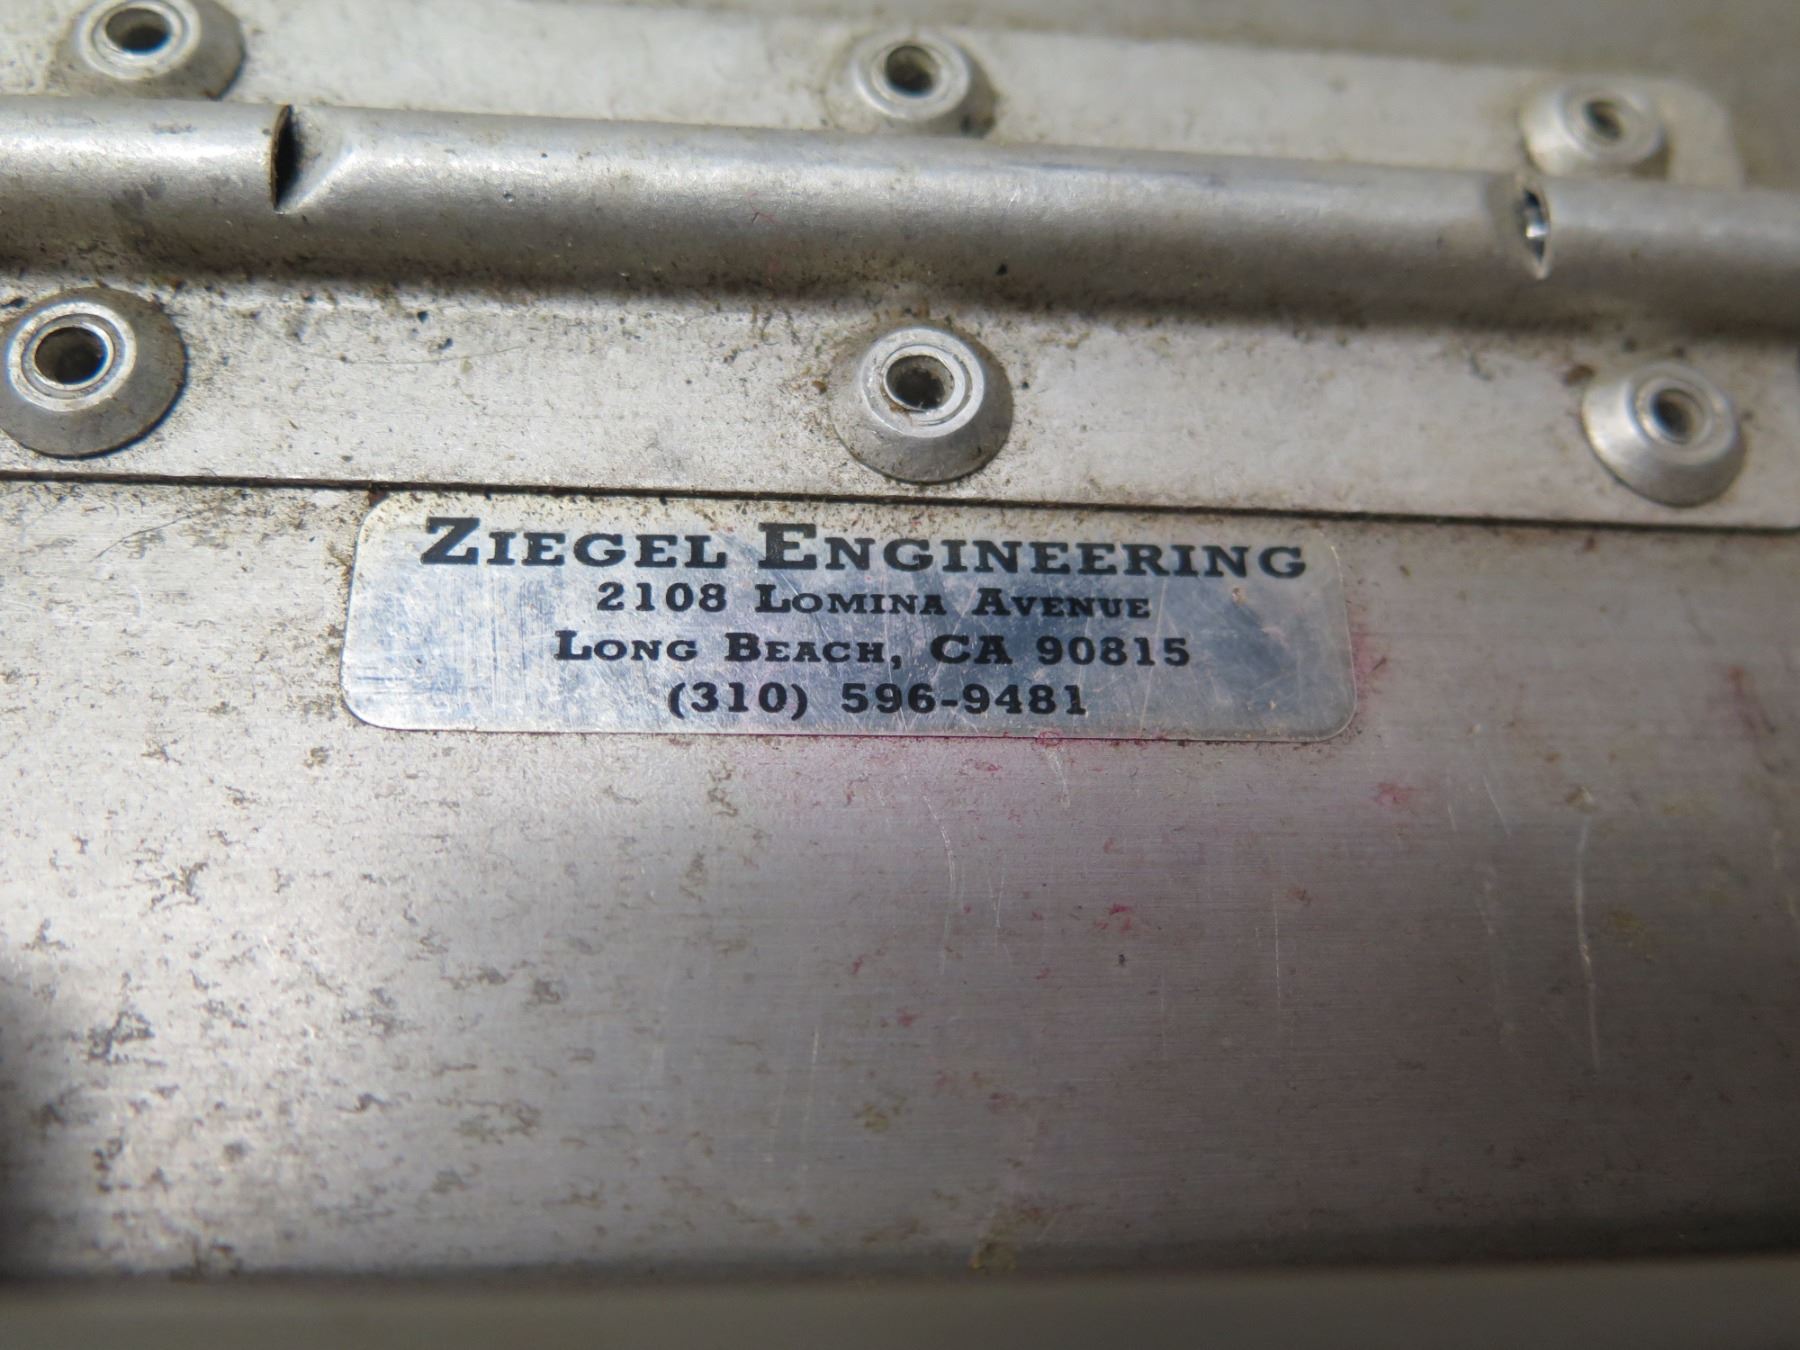 Ziegel Engineering
2108 Lomina Avenue
Long Beach, CA 90815
(310) 596-9481